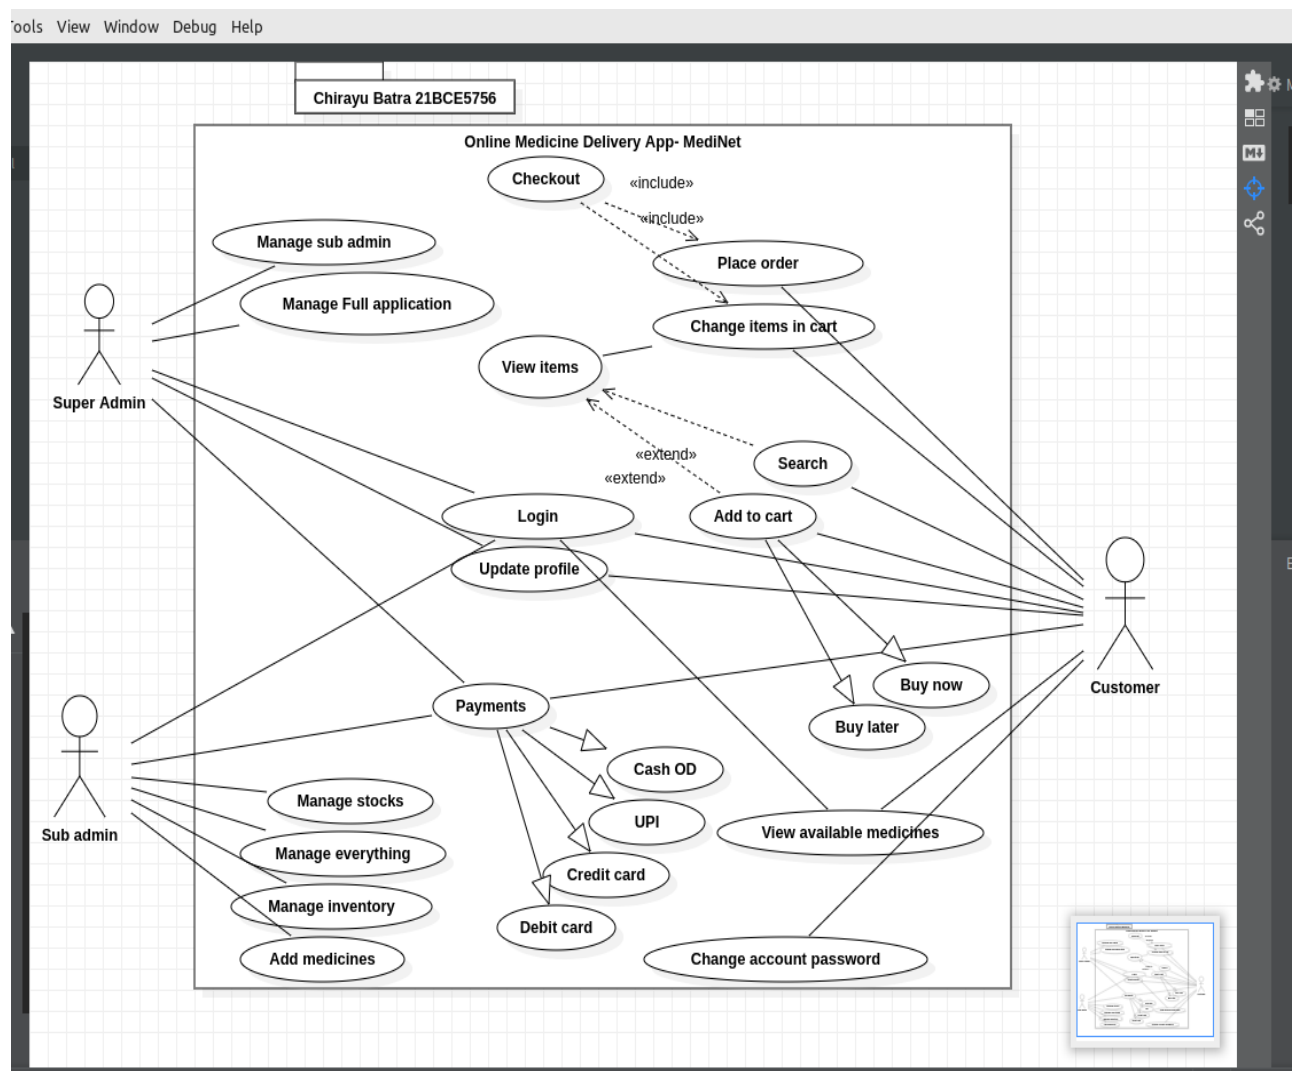 Tools View Window Debug Help
Chirayu Batra 21BCE5756
Online Medicine Delivery App- MediNet
Checkout
«include»
«include»
Manage sub admin
Place order
Manage Full application
Change items in cart
View items
Super Admin
«extend»
Search
«extend»
Login
Add to cart
Update profile
Buy now
Customer
Payments
Buy later
Cash OD
Manage stocks
UPI
View available medicines
Sub admin
Manage everything
Credit card
Manage inventory
Debit card
Add medicines
Change account password